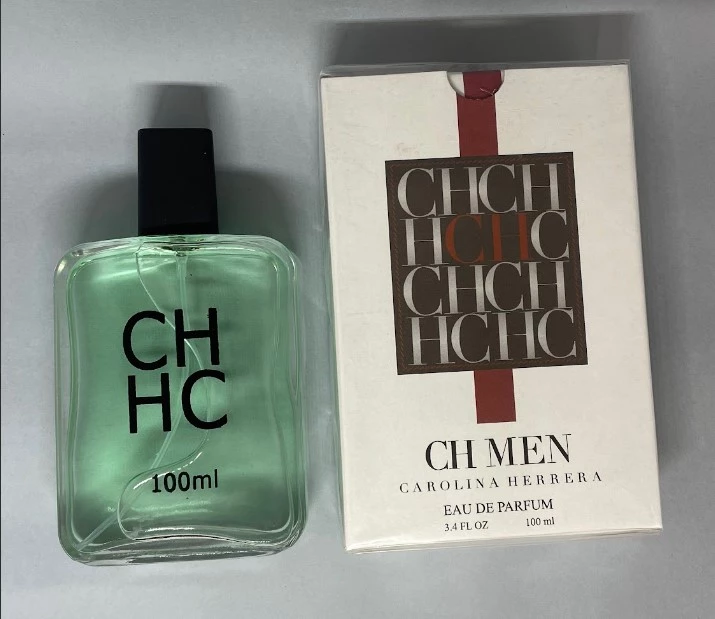 CH
HC
100ml
CHCH
HCHC
CHCH
HCHC
CH MEN
CAROLINA HERRERA
EAU DE PARFUM
3.4 FL OZ 100 ml